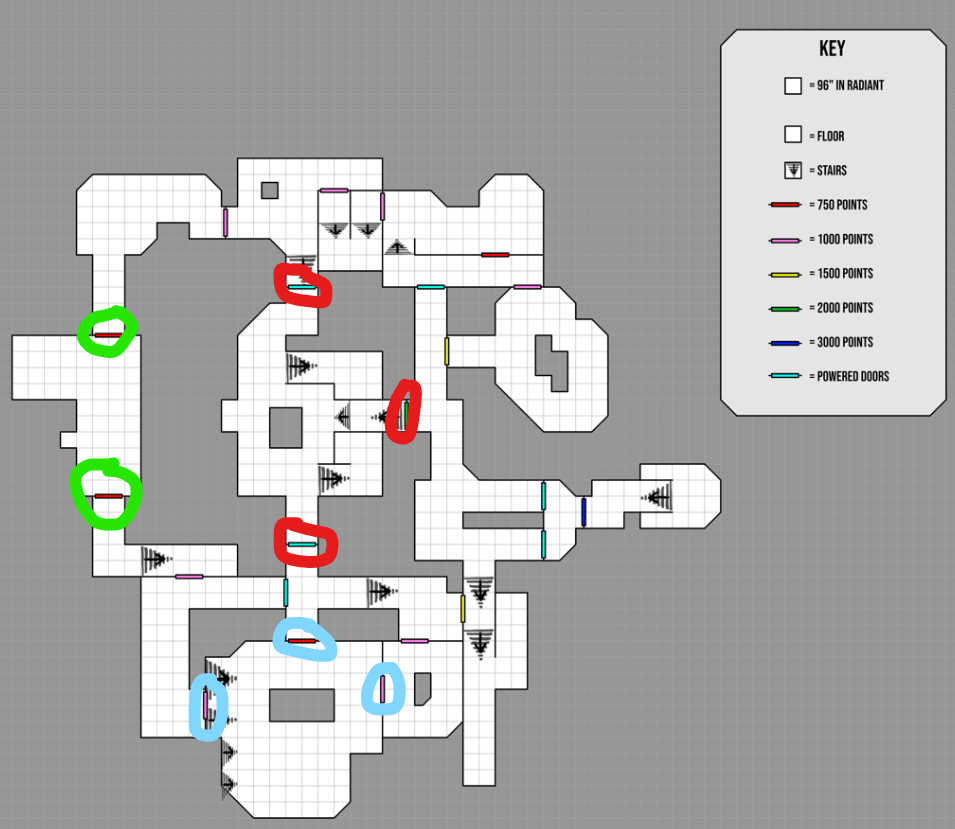 KEY
= 96" IN RADIANT
= FLOOR
= STAIRS
= 750 POINTS
= 1000 POINTS
= 1500 POINTS
= 2000 POINTS
= 3000 POINTS
= POWERED DOORS